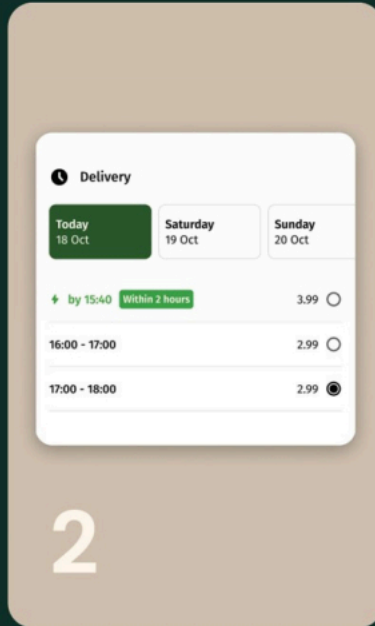 Delivery
Today
18 Oct
Saturday
19 Oct
Sunday
20 Oct
by 15:40 Within 2 hours 3.99
16:00 - 17:00 2.99
17:00 - 18:00 2.99
2